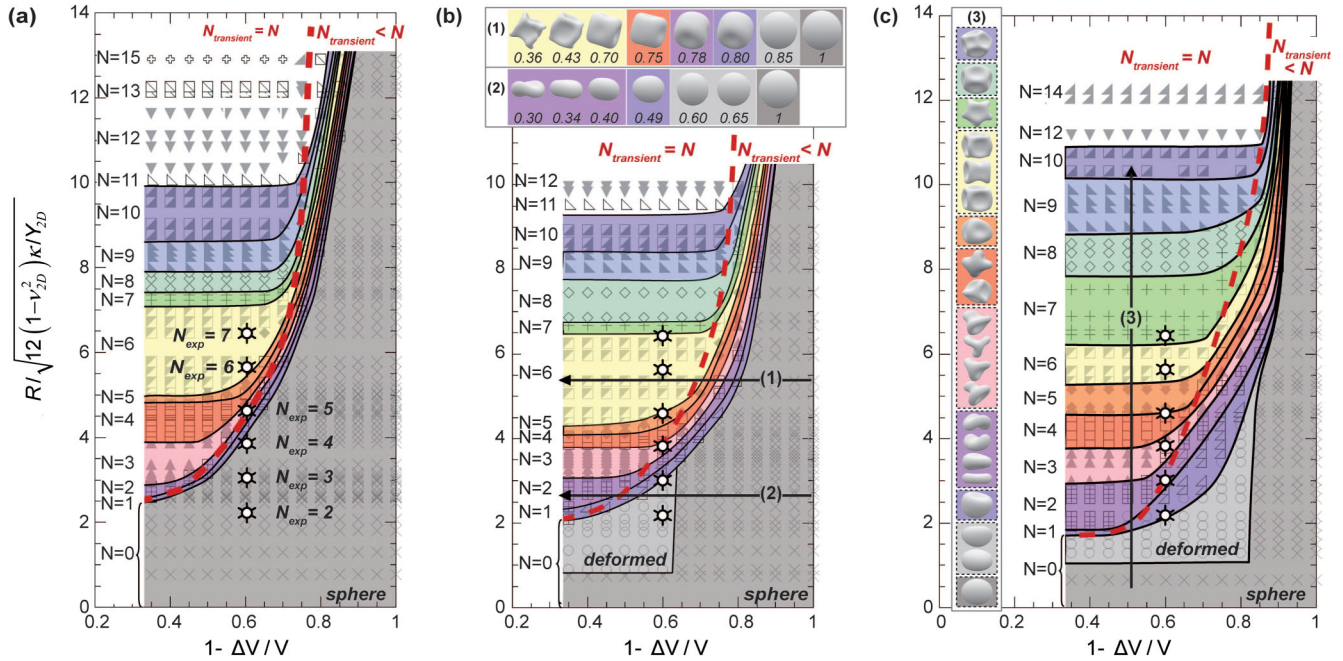 (a)
N_transient = N
N_transient < N
R/√12 (1-ν²_2D) κ/Y_2D
14
12
10
8
6
4
2
0
N=15
N=13
N=12
N=11
N=10
N=9
N=8
N=7
N=6
N=5
N=4
N=3
N=2
N=1
N=0
N_exp = 7
N_exp = 6
N_exp = 5
N_exp = 4
N_exp = 3
N_exp = 2
sphere
0.2 0.4 0.6 0.8 1
1- ΔV / V
(b)
(1)
0.36 0.43 0.70 0.75 0.78 0.80 0.85 1
(2)
0.30 0.34 0.40 0.49 0.60 0.65 1
N_transient = N
N_transient < N
10
8
6
4
2
0
N=12
N=11
N=10
N=9
N=8
N=7
N=6
N=5
N=4
N=3
N=2
N=1
N=0
(1)
(2)
deformed
sphere
0.2 0.4 0.6 0.8 1
1- ΔV / V
(c)
(3)
N_transient = N
N_transient
< N
14
12
10
8
6
4
2
0
N=14
N=12
N=10
N=9
N=8
N=7
N=6
N=5
N=4
N=3
N=2
N=1
N=0
(3)
deformed
sphere
0 0.2 0.4 0.6 0.8 1
1- ΔV / V